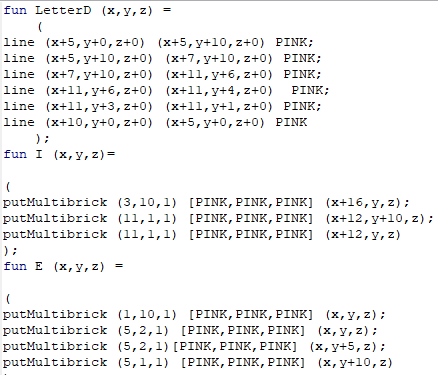 fun LetterD (x,y,z) =
(
line (x+5,y+0,z+0) (x+5,y+10,z+0) PINK;
line (x+5,y+10,z+0) (x+7,y+10,z+0) PINK;
line (x+7,y+10,z+0) (x+11,y+6,z+0) PINK;
line (x+11,y+6,z+0) (x+11,y+4,z+0) PINK;
line (x+11,y+3,z+0) (x+11,y+1,z+0) PINK;
line (x+10,y+0,z+0) (x+5,y+0,z+0) PINK
);
fun I (x,y,z)=
(
putMultibrick (3,10,1) [PINK,PINK,PINK] (x+16,y,z);
putMultibrick (11,1,1) [PINK,PINK,PINK] (x+12,y+10,z);
putMultibrick (11,1,1) [PINK,PINK,PINK] (x+12,y,z)
);
fun E (x,y,z) =
(
putMultibrick (1,10,1) [PINK,PINK,PINK] (x,y,z);
putMultibrick (5,2,1) [PINK,PINK,PINK] (x,y,z);
putMultibrick (5,2,1)[PINK,PINK,PINK] (x,y+5,z);
putMultibrick (5,1,1) [PINK,PINK,PINK] (x,y+10,z)